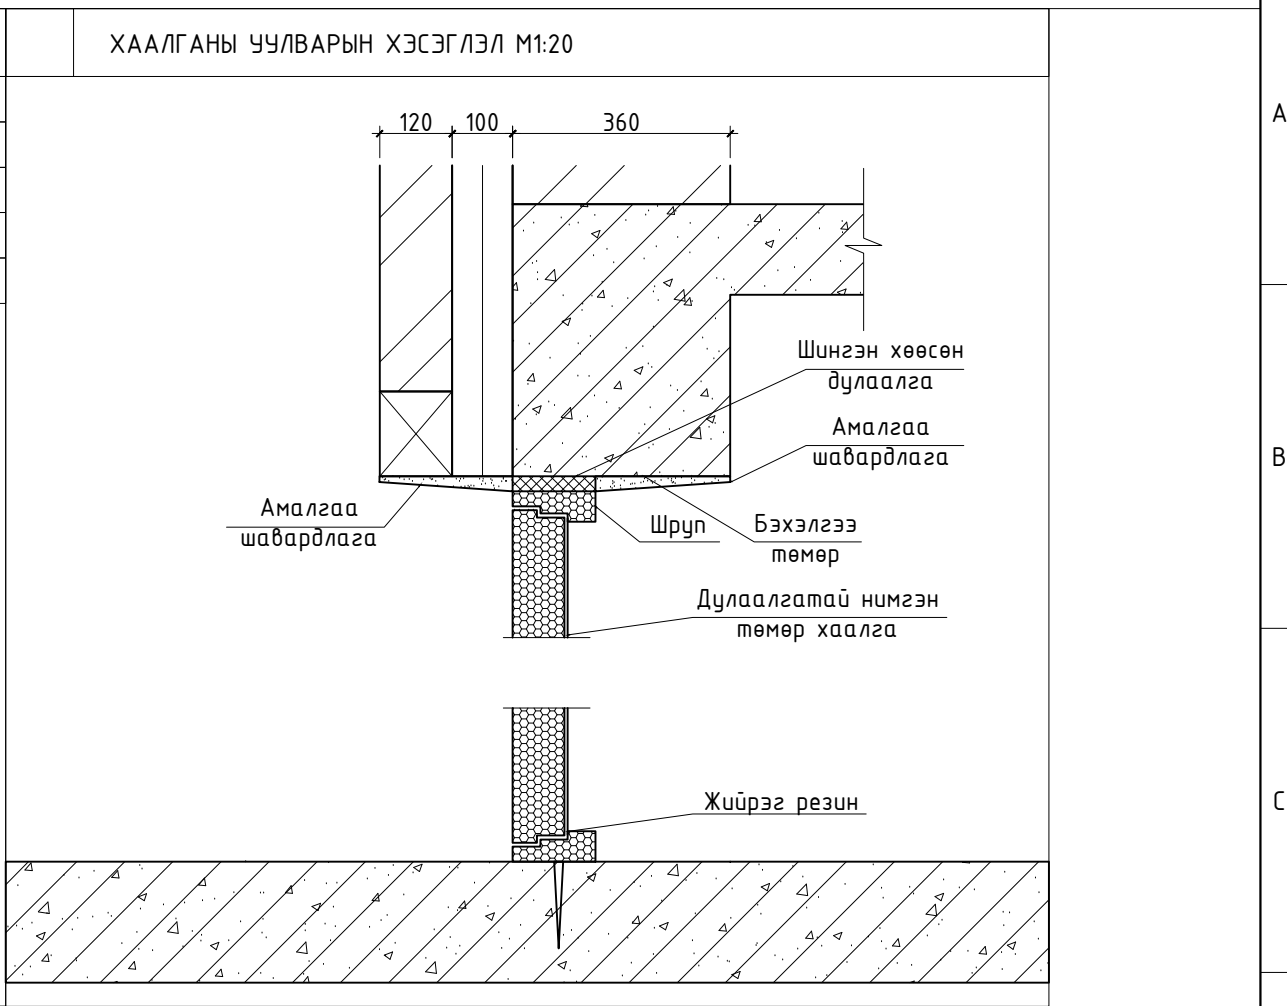 ХААЛГАНЫ УУЛВАРЫН ХЭСЭГЛЭЛ М1:20
A
120 100 360
Шингэн хөөсөн
дулаалга
Амалгаа
шавардлага
B
Амалгаа
шавардлага
Шруп
Бэхэлгээ
төмөр
Дулаалгатай нимгэн
төмөр хаалга
Жийрэг резин
C